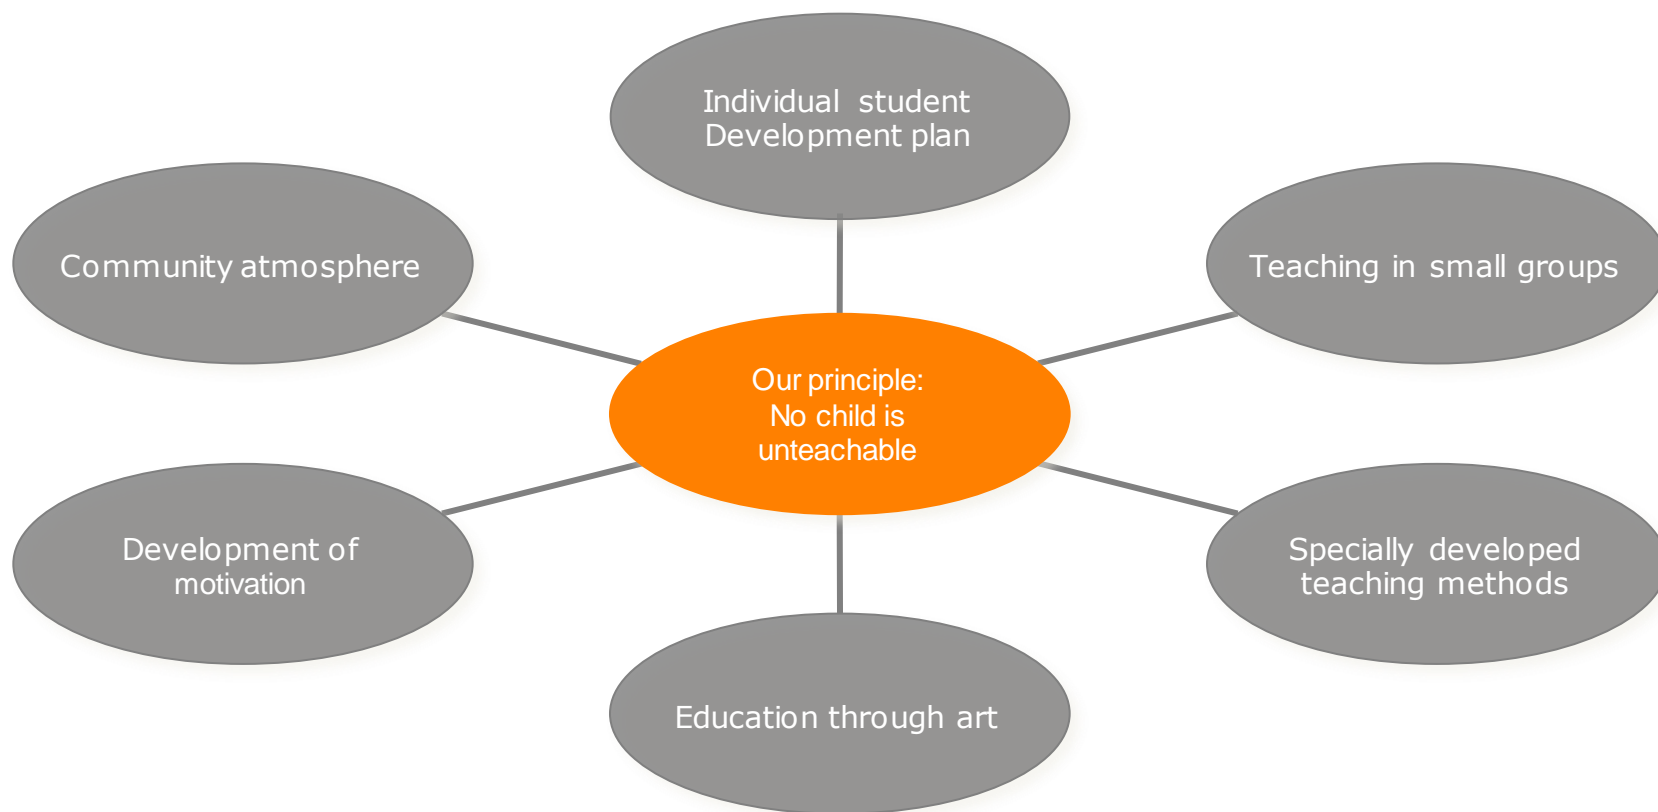 Individual student
Development plan
Community atmosphere
Teaching in small groups
Our principle:
No child is
unteachable
Development of
motivation
Specially developed
teaching methods
Education through art